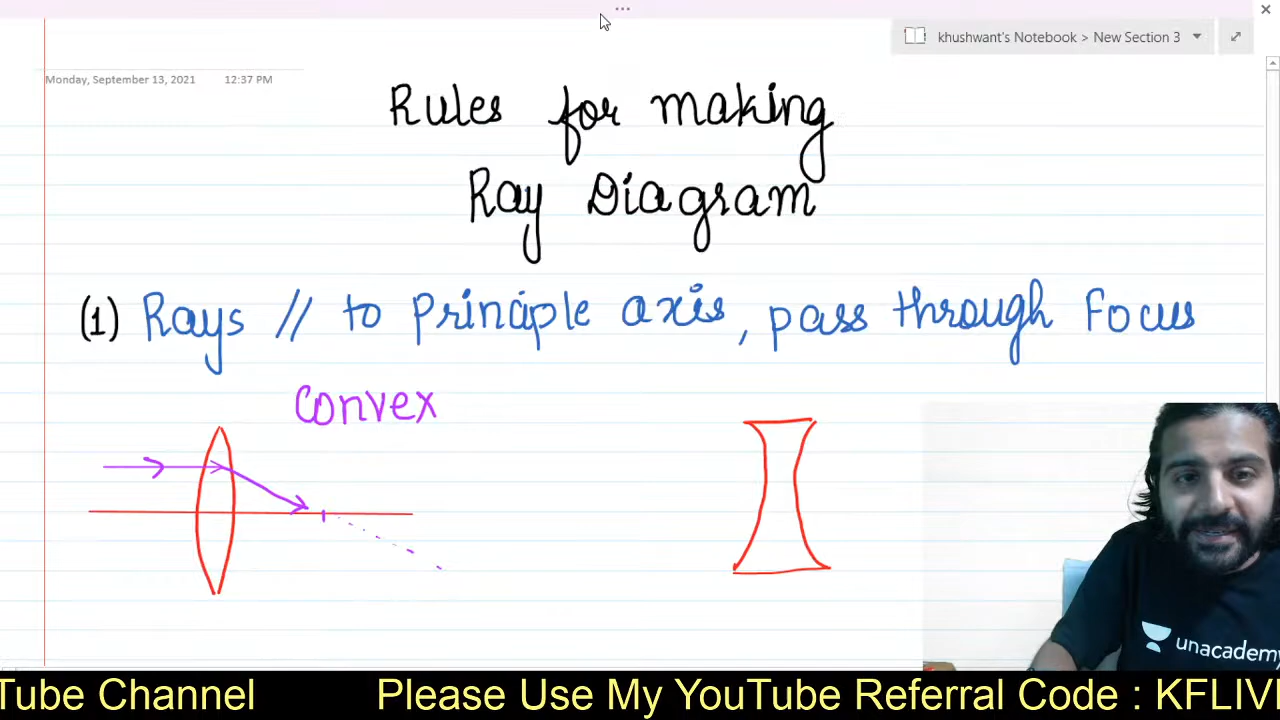 khushwant's Notebook > New Section 3
Monday, September 13, 2021 12:37 PM
Rules for making
Ray Diagram
(1) Rays // to Principle axis, pass through Focus
Convex
unacademy
Tube Channel Please Use My YouTube Referral Code : KFLIV